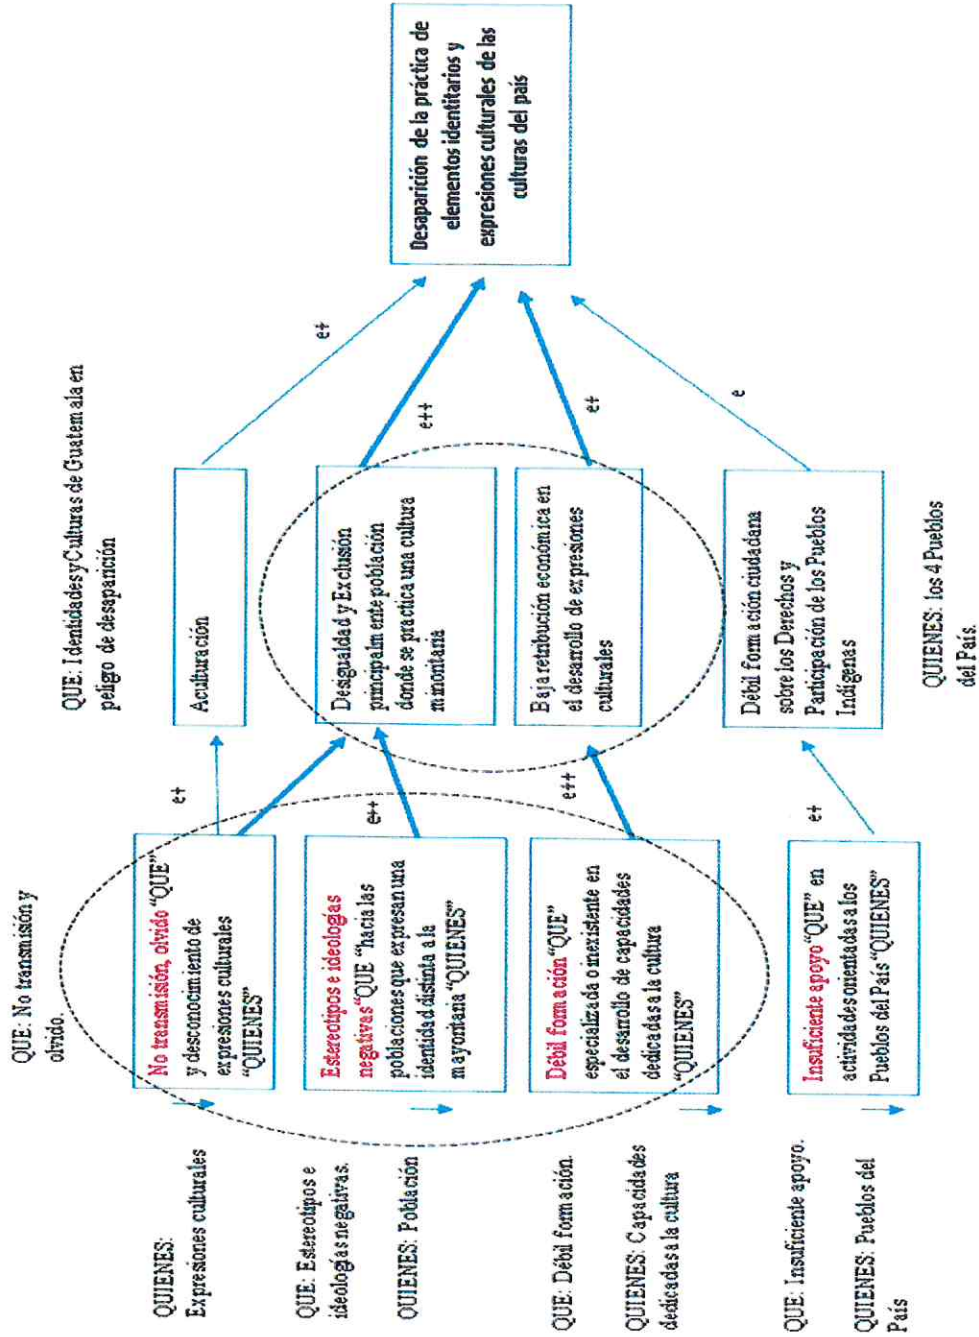 QUE: No transmisión y
olvido.
QUE: Identidades y Culturas de Guatemala en
peligro de desaparición
QUIENES:
Expresiones culturales
No transmisión, olvido "QUE"
y desconocimiento de
expresiones culturales
"QUIENES"
e+
Aculturación
e+
QUE: Estereotipos e
ideologías negativas.
QUIENES: Población
Estereotipos e ideologías
negativas "QUE "hacia las
poblaciones que expresan una
identidad distinta a la
mayoritaria "QUIENES"
e++
Desigualdad y Exclusión
principalmente población
donde se practica una cultura
minoritaria
e++
Desaparición de la práctica de
elementos identitarios y
expresiones culturales de las
culturas del país
QUE: Débil formación.
QUIENES: Capacidades
dedicadas a la cultura
Débil formación "QUE"
especializada o inexistente en
el desarrollo de capacidades
dedicadas a la cultura
"QUIENES"
e++
Baja retribución económica en
el desarrollo de expresiones
culturales
e+
QUE: Insuficiente apoyo.
QUIENES: Pueblos del
País
Insuficiente apoyo "QUE" en
actividades orientadas a los
Pueblos del País "QUIENES"
e+
Débil formación ciudadana
sobre los Derechos y
Participación de los Pueblos
Indígenas
e
QUIENES: los 4 Pueblos
del País.